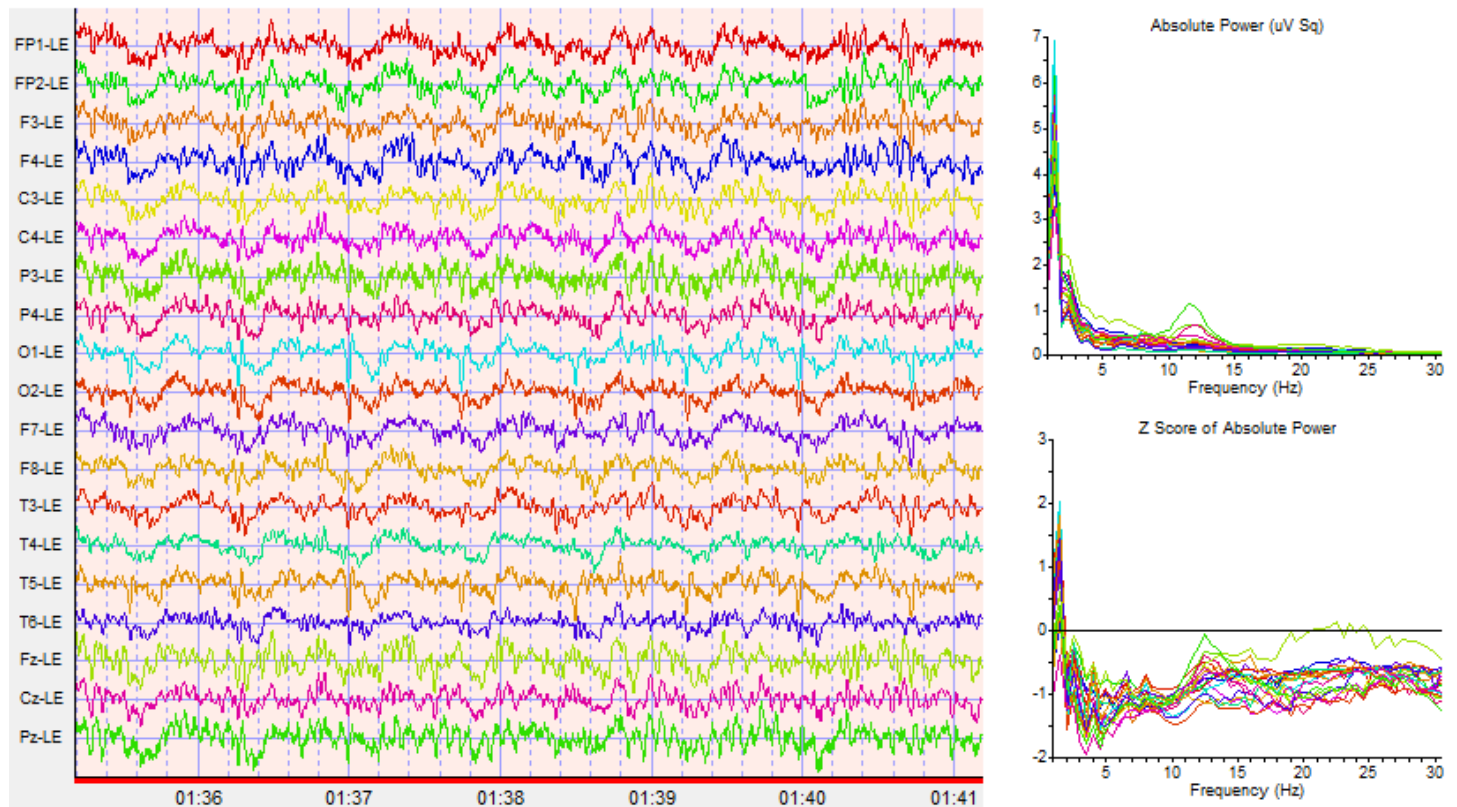 FP1-LE
FP2-LE
F3-LE
F4-LE
C3-LE
C4-LE
P3-LE
P4-LE
O1-LE
O2-LE
F7-LE
F8-LE
T3-LE
T4-LE
T5-LE
T6-LE
Fz-LE
Cz-LE
Pz-LE
01:36 01:37 01:38 01:39 01:40 01:41
Absolute Power (uV Sq)
7
6
5
4
3
2
1
0
5 10 15 20 25 30
Frequency (Hz)
Z Score of Absolute Power
3
2
1
0
-1
-2
5 10 15 20 25 30
Frequency (Hz)